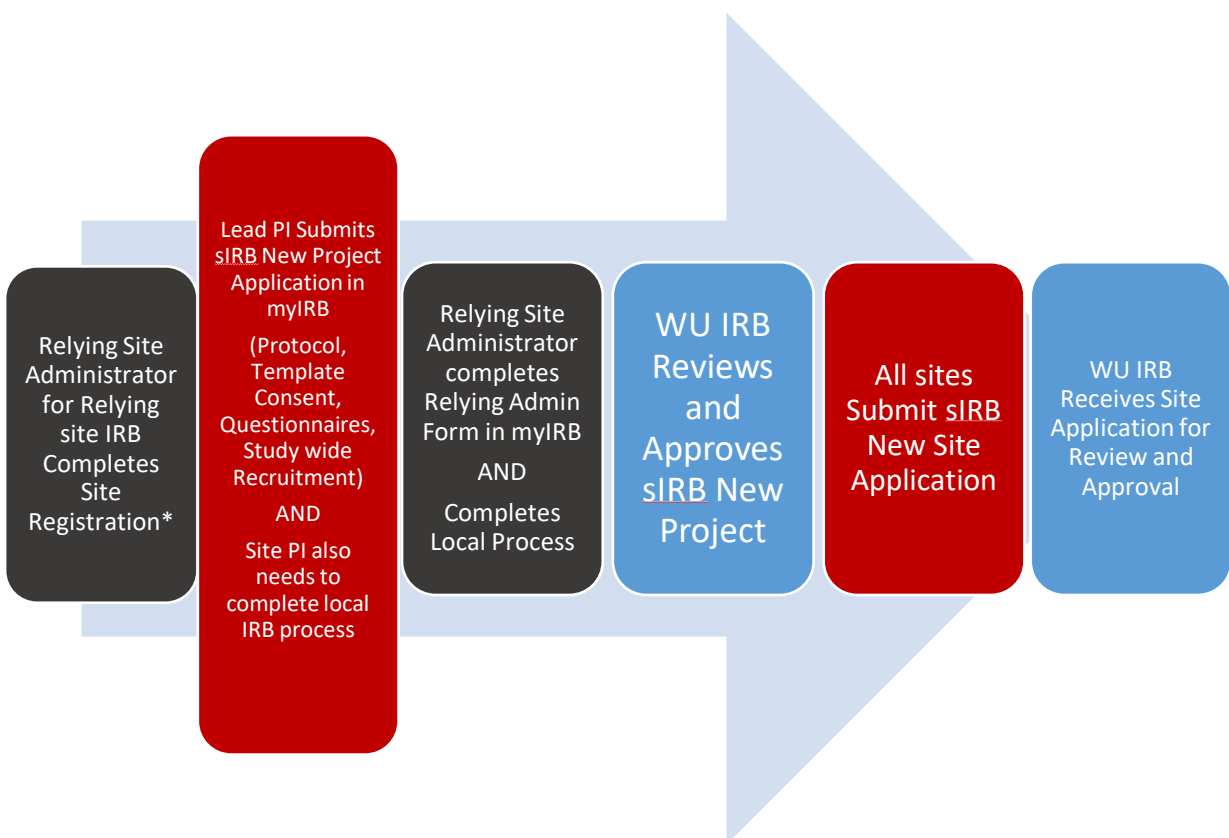 Relying Site
Administrator
for Relying
site IRB
Completes
Site
Registration*
Lead PI Submits
sIRB New Project
Application in
myIRB
(Protocol,
Template
Consent,
Questionnaires,
Study wide
Recruitment)
AND
Site PI also
needs to
complete local
IRB process
Relying Site
Administrator
completes
Relying Admin
Form in myIRB
AND
Completes
Local Process
WU IRB
Reviews
and
Approves
sIRB New
Project
All sites
Submit sIRB
New Site
Application
WU IRB
Receives Site
Application for
Review and
Approval